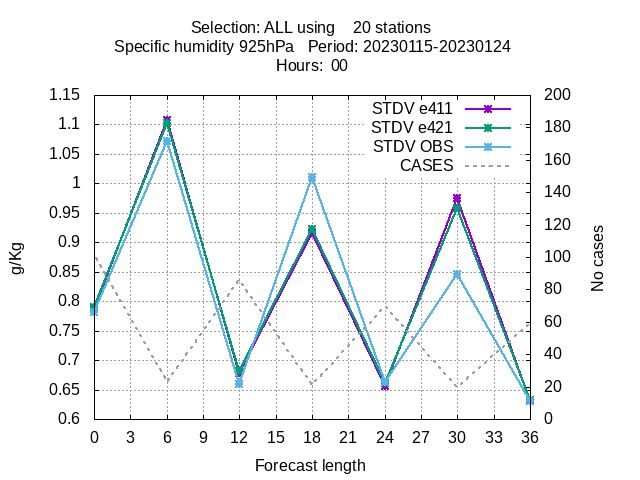 Selection: ALL using    20 stations
Specific humidity 925hPa   Period: 20230115-20230124
Hours:  00
STDV e411
STDV e421
STDV OBS
CASES
1.15
1.1
1.05
1
0.95
0.9
0.85
0.8
0.75
0.7
0.65
0.6
g/Kg
200
180
160
140
120
100
80
60
40
20
0
No cases
0 3 6 9 12 15 18 21 24 27 30 33 36
Forecast length